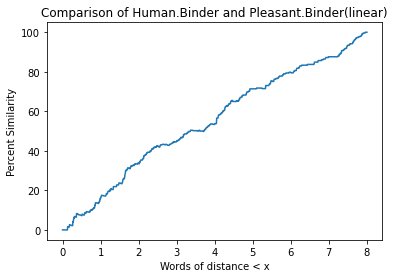 Comparison of Human.Binder and Pleasant.Binder(linear)
Percent Similarity
100
80
60
40
20
0
0 1 2 3 4 5 6 7 8
Words of distance < x